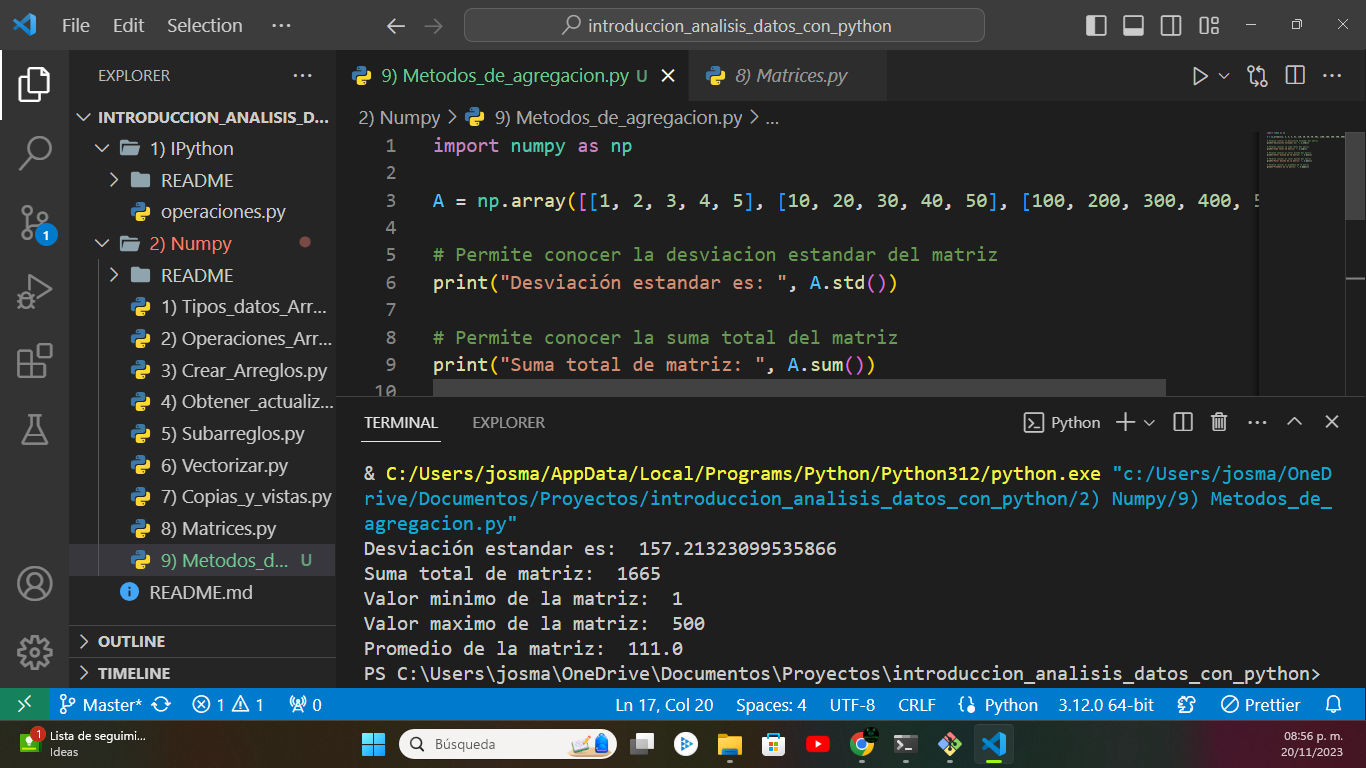 File Edit Selection ···
introduccion_analisis_datos_con_python
EXPLORER ···
INTRODUCCION_ANALISIS_D...
1) IPython
README
operaciones.py
2) Numpy
README
1) Tipos_datos_Arr...
2) Operaciones_Arr...
3) Crear_Arreglos.py
4) Obtener_actualiz...
5) Subarreglos.py
6) Vectorizar.py
7) Copias_y_vistas.py
8) Matrices.py
9) Metodos_d... U
README.md
OUTLINE
TIMELINE
1
9) Metodos_de_agregacion.py U
8) Matrices.py
2) Numpy > 9) Metodos_de_agregacion.py > ...
1 import numpy as np
2
3 A = np.array([[1, 2, 3, 4, 5], [10, 20, 30, 40, 50], [100, 200, 300, 400, 5
4
5 # Permite conocer la desviacion estandar del matriz
6 print("Desviación estandar es: ", A.std())
7
8 # Permite conocer la suma total del matriz
9 print("Suma total de matriz: ", A.sum())
10
TERMINAL EXPLORER
Python
& C:/Users/josma/AppData/Local/Programs/Python/Python312/python.exe "c:/Users/josma/OneD
rive/Documentos/Proyectos/introduccion_analisis_datos_con_python/2) Numpy/9) Metodos_de_
agregacion.py"
Desviación estandar es:  157.21323099535866
Suma total de matriz:  1665
Valor minimo de la matriz:  1
Valor maximo de la matriz:  500
Promedio de la matriz:  111.0
PS C:\Users\josma\OneDrive\Documentos\Proyectos\introduccion_analisis_datos_con_python>
Master* 1 1 0
Ln 17, Col 20 Spaces: 4 UTF-8 CRLF Python 3.12.0 64-bit Prettier
1
Lista de seguimi...
Ideas
Búsqueda
08:56 p. m.
20/11/2023